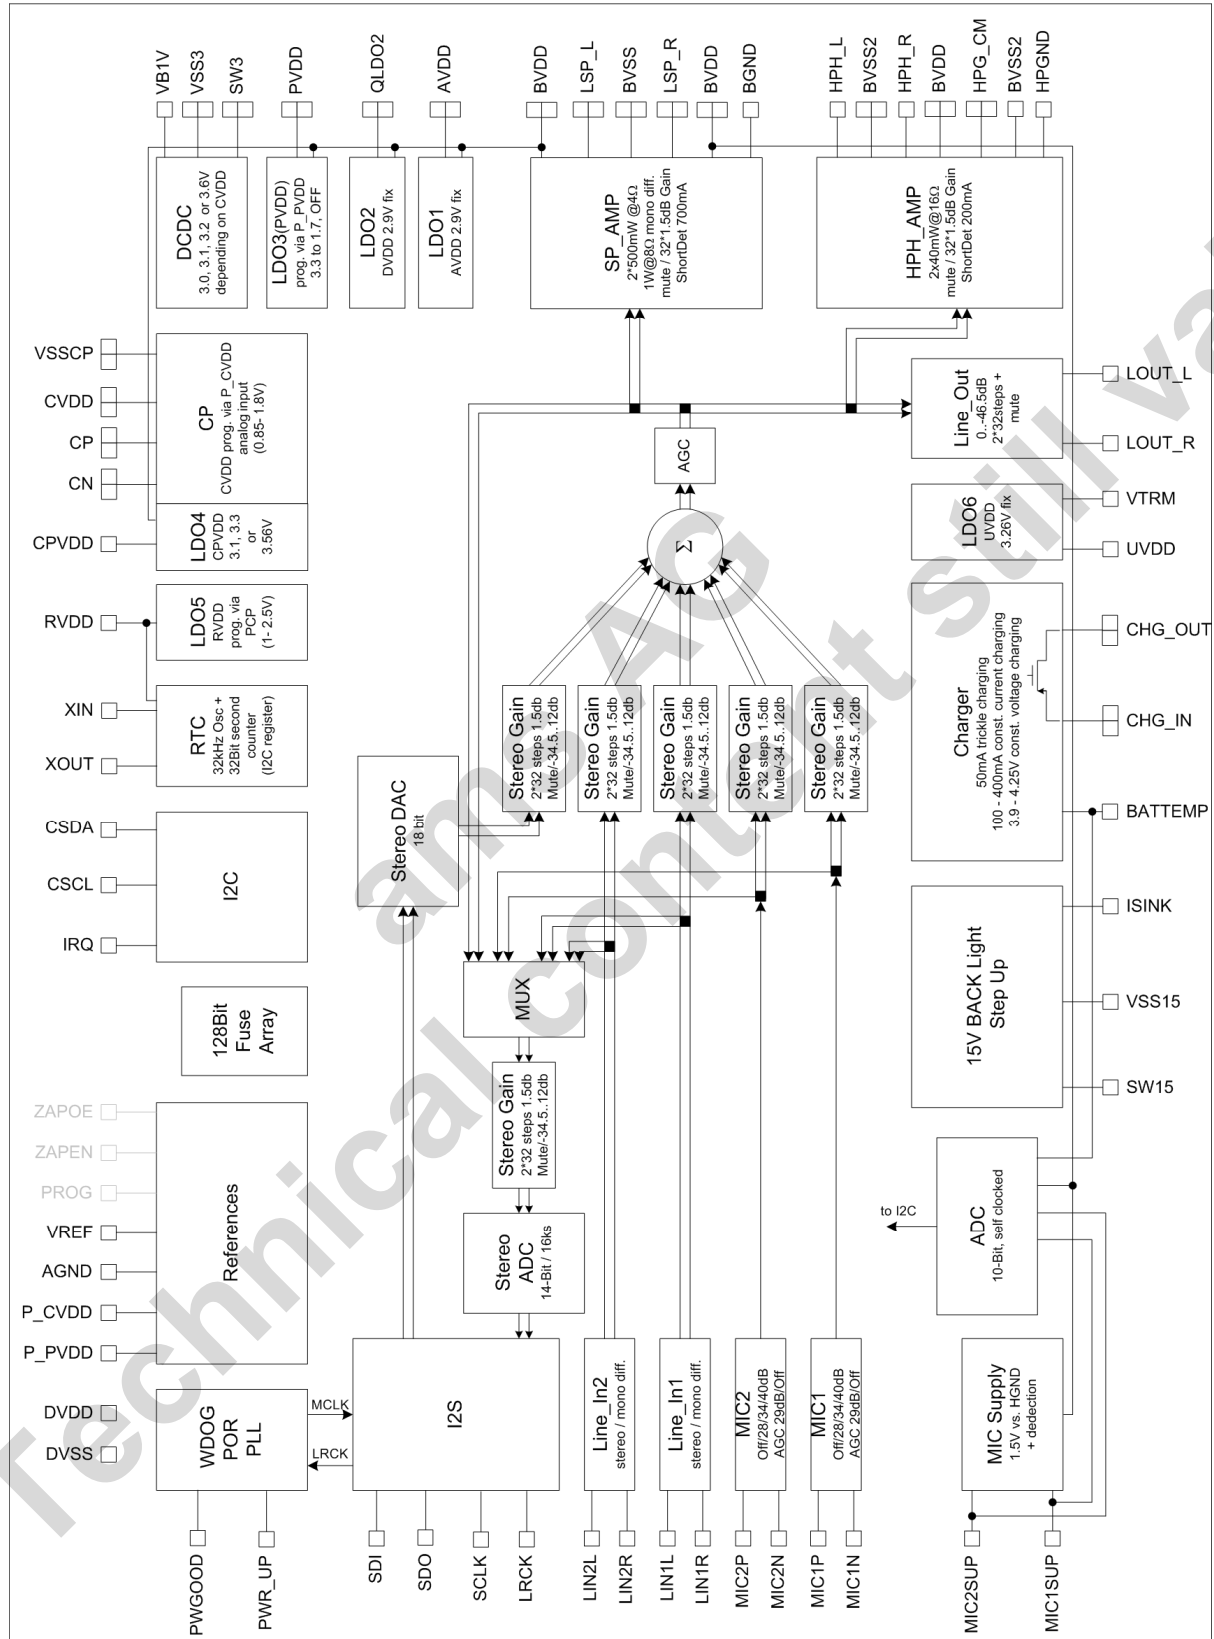 VB1V
VSS3
SW3
PVDD
QLDO2
AVDD
BVDD
LSP_L
BVSS
LSP_R
BVDD
BGND
HPH_L
BVSS2
HPH_R
BVDD
HPG_CM
BVSS2
HPGND
DCDC
3.0, 3.1, 3.2 or 3.6V
depending on CVDD
LDO3(PVDD)
prog. via P_PVDD
3.3 to 1.7, OFF
LDO2
DVDD 2.9V fix
LDO1
AVDD 2.9V fix
SP_AMP
2*500mW @4Ω
1W@8Ω mono diff.
mute / 32*1.5dB Gain
ShortDet 700mA
HPH_AMP
2x40mW@16Ω
mute / 32*1.5dB Gain
ShortDet 200mA
VSSCP
CVDD
CP
CN
CPVDD
CP
CVDD prog. via P_CVDD
analog input
(0.85- 1.8V)
LDO4
CPVDD
3.1, 3.3
or
3.56V
RVDD
LDO5
RVDD
prog. via
PCP
(1- 2.5V)
XIN
XOUT
RTC
32kHz Osc +
32Bit second
counter
(I2C register)
CSDA
CSCL
IRQ
I2C
128Bit
Fuse
Array
ZAPOE
ZAPEN
PROG
VREF
AGND
P_CVDD
P_PVDD
References
DVDD
DVSS
WDOG
POR
PLL
MCLK
LRCK
PWGOOD
PWR_UP
Line_Out
0..-46.5dB
2*32steps +
mute
LOUT_L
LOUT_R
AGC
Σ
LDO6
UVDD
3.26V fix
VTRM
UVDD
Charger
50mA trickle charging
100 - 400mA const. current charging
3.9 - 4.25V const. voltage charging
CHG_OUT
CHG_IN
BATTEMP
Stereo Gain
2*32 steps 1.5db
Mute/-34.5..12db
Stereo Gain
2*32 steps 1.5db
Mute/-34.5..12db
Stereo Gain
2*32 steps 1.5db
Mute/-34.5..12db
Stereo Gain
2*32 steps 1.5db
Mute/-34.5..12db
Stereo Gain
2*32 steps 1.5db
Mute/-34.5..12db
Stereo DAC
18-bit
MUX
Stereo Gain
2*32 steps 1.5db
Mute/-34.5..12db
Stereo
ADC
14-Bit / 16ks
15V BACK Light
Step Up
ISINK
VSS15
SW15
to I2C
ADC
10-Bit, self clocked
I2S
Line_In2
stereo / mono diff.
Line_In1
stereo / mono diff.
MIC2
Off/28/34/40dB
AGC 29dB/Off
MIC1
Off/28/34/40dB
AGC 29dB/Off
MIC Supply
1.5V vs. HGND
+ dedection
SDI
SDO
SCLK
LRCK
LIN2L
LIN2R
LIN1L
LIN1R
MIC2P
MIC2N
MIC1P
MIC1N
MIC2SUP
MIC1SUP
ams AG
Technical content still va